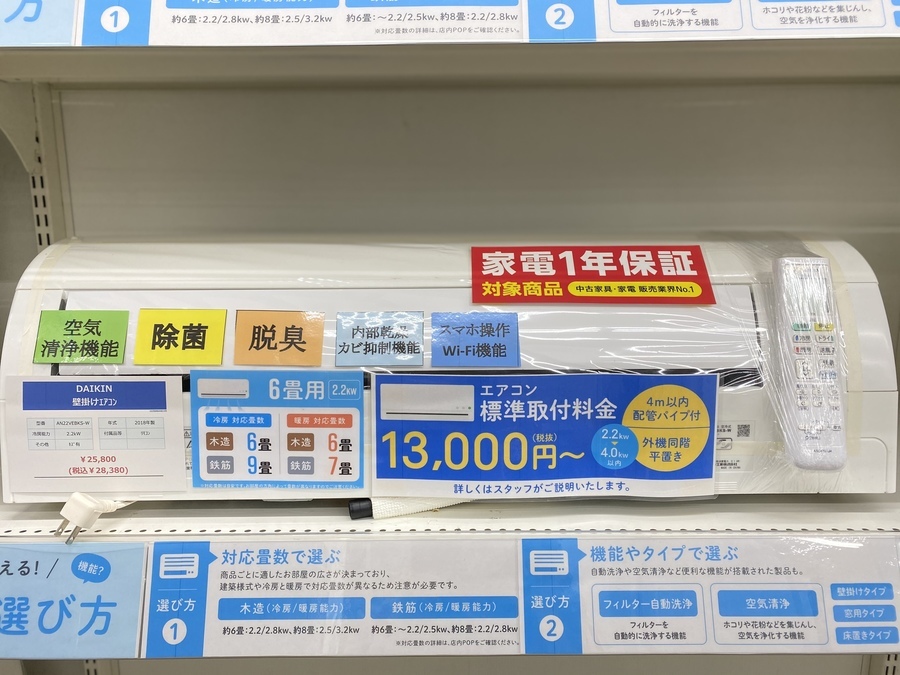 ①
約6畳:2.2/2.8kw、約8畳:2.5/3.2kw
約6畳:～2.2/2.5kw、約8畳:2.2/2.8kw
※対応畳数の詳細は、店内POPをご確認ください。
②
フィルターを
自動的に洗浄する機能
ホコリや花粉などを集じんし、
空気を浄化する機能
家電1年保証
対象商品
中古家具・家電 販売業界No.1
空気
清浄機能
除菌
脱臭
内部乾燥
カビ抑制機能
スマホ操作
Wi-Fi機能
DAIKIN
壁掛けエアコン
型番 AN22VEBKS-W 年式 2018年製
冷房能力 2.2kw 付属品等 リモコン
その他
￥25,800
(税込￥28,380)
6畳用 2.2kw
冷房 対応畳数
木造 6畳
鉄筋 9畳
暖房 対応畳数
木造 6畳
鉄筋 7畳
エアコン
標準取付料金
13,000円～
(税抜)
2.2kw
4.0kw
以内
4m以内
配管パイプ付
外機同階
平置き
詳しくはスタッフがご説明いたします。
える!
機能?
選び方
選び方
①
対応畳数で選ぶ
商品ごとに適したお部屋の広さが決まっており、
建築様式や冷房と暖房で対応畳数が異なるため注意が必要です。
木造(冷房/暖房能力)
約6畳:2.2/2.8kw、約8畳:2.5/3.2kw
鉄筋(冷房/暖房能力)
約6畳:～2.2/2.5kw、約8畳:2.2/2.8kw
※対応畳数の詳細は、店内POPをご確認ください。
選び方
②
機能やタイプで選ぶ
自動洗浄や空気清浄など便利な機能が搭載された製品も。
フィルター自動洗浄
フィルターを
自動的に洗浄する機能
空気清浄
ホコリや花粉などを集じんし、
空気を浄化する機能
壁掛けタイプ
窓用タイプ
床置きタイプ